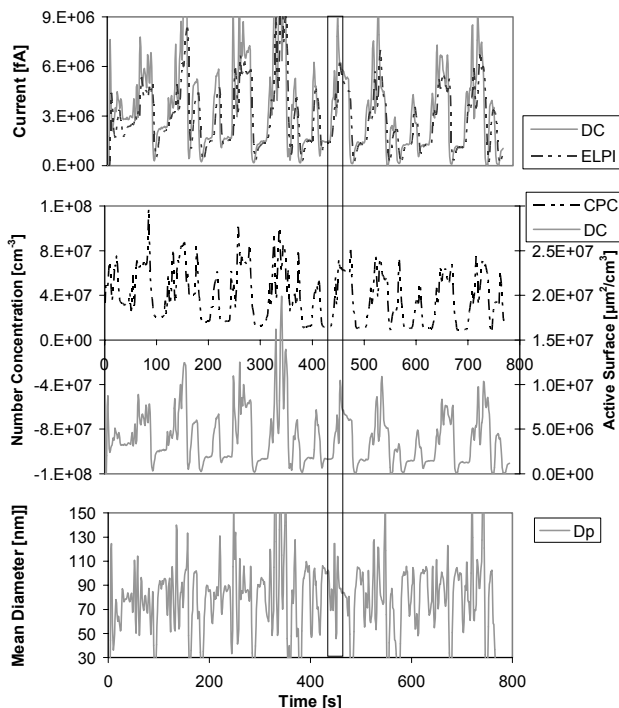 9.E+06
6.E+06
3.E+06
0.E+00
Current [fA]
DC
ELPI
1.E+08
8.E+07
4.E+07
0.E+00
-4.E+07
-8.E+07
-1.E+08
Number Concentration [cm-3]
0 100 200 300 400 500 600 700 800
CPC
DC
2.5E+07
2.0E+07
1.5E+07
1.0E+07
5.0E+06
0.0E+00
Active Surface [µm²/cm³]
150
130
110
90
70
50
30
Mean Diameter [nm]]
Dp
0 200 400 600 800
Time [s]